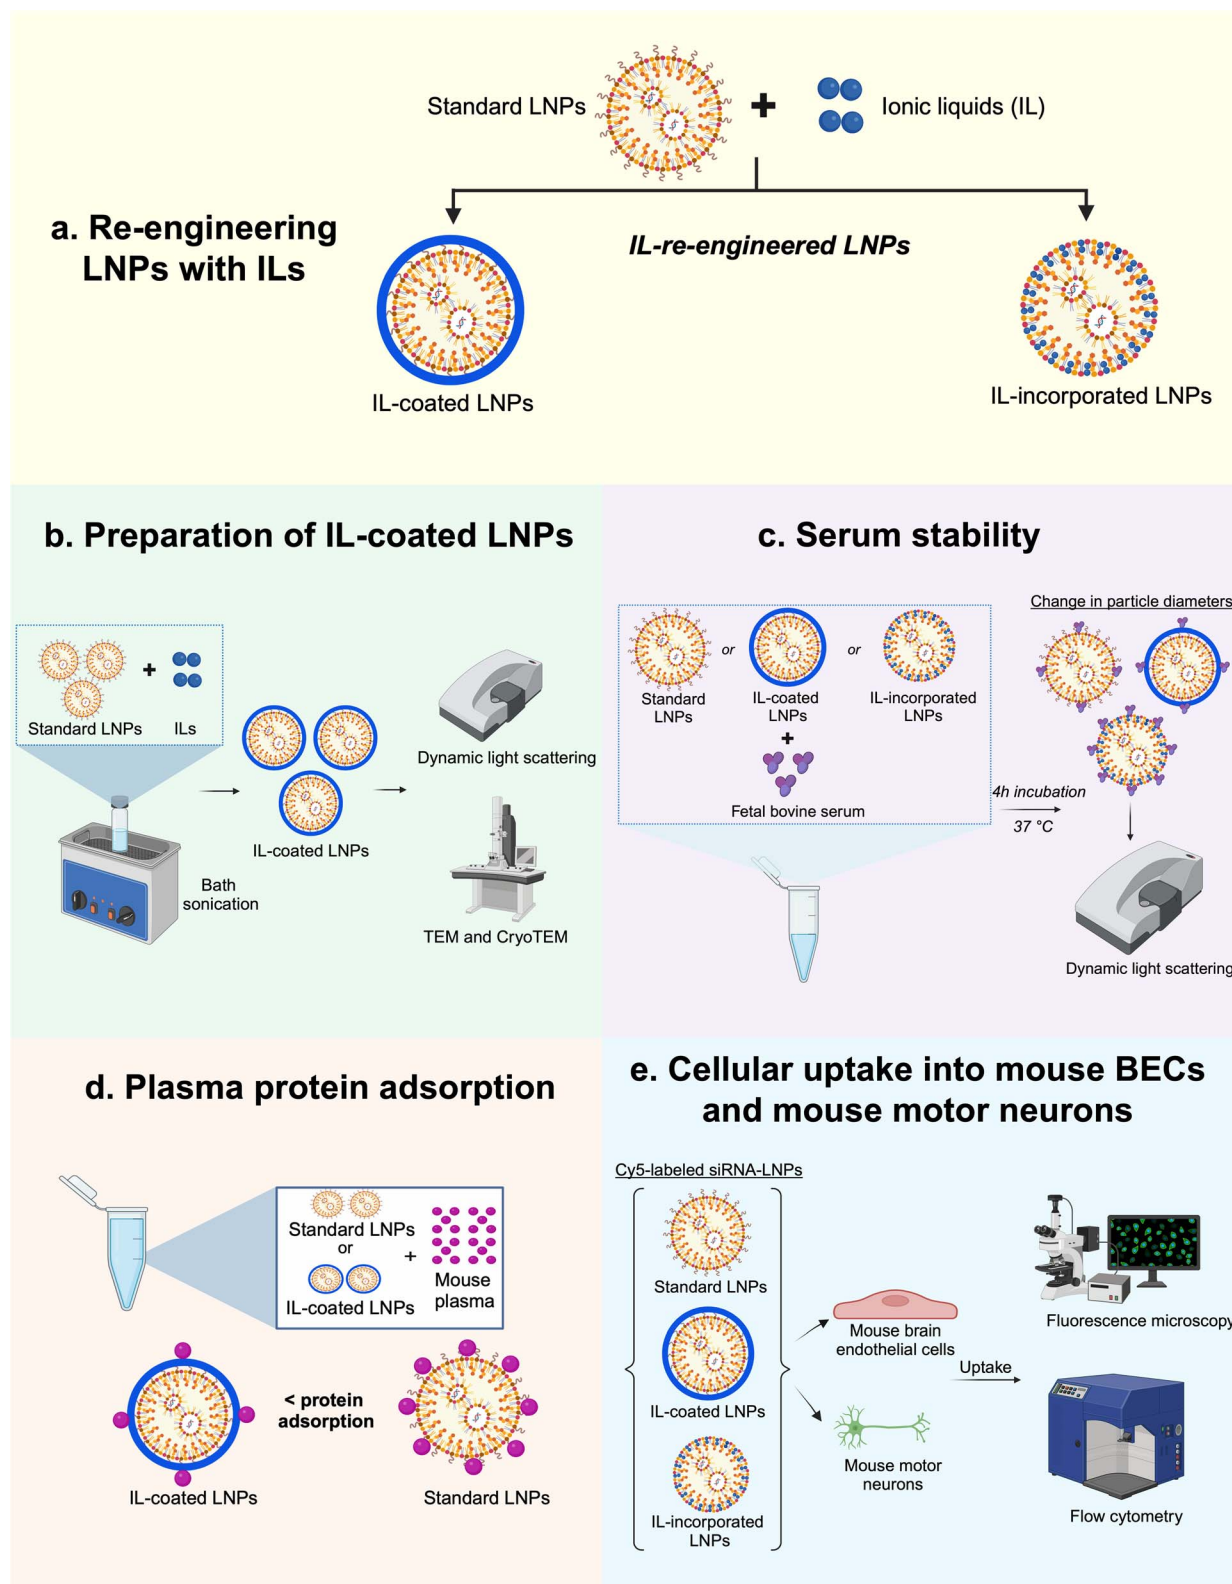 Standard LNPs
+
Ionic liquids (IL)
a. Re-engineering
LNPs with ILs
IL-re-engineered LNPs
IL-coated LNPs
IL-incorporated LNPs
b. Preparation of IL-coated LNPs
Standard LNPs
+
ILs
Bath
sonication
IL-coated LNPs
Dynamic light scattering
TEM and CryoTEM
c. Serum stability
Change in particle diameters
Standard
LNPs
or
IL-coated
LNPs
or
IL-incorporated
LNPs
+
Fetal bovine serum
4h incubation
37 °C
Dynamic light scattering
d. Plasma protein adsorption
Standard LNPs
or
IL-coated LNPs
+
Mouse
plasma
< protein
adsorption
IL-coated LNPs
Standard LNPs
e. Cellular uptake into mouse BECs
and mouse motor neurons
Cy5-labeled siRNA-LNPs
Standard LNPs
IL-coated LNPs
IL-incorporated
LNPs
Mouse brain
endothelial cells
Mouse motor
neurons
Uptake
Fluorescence microscopy
Flow cytometry